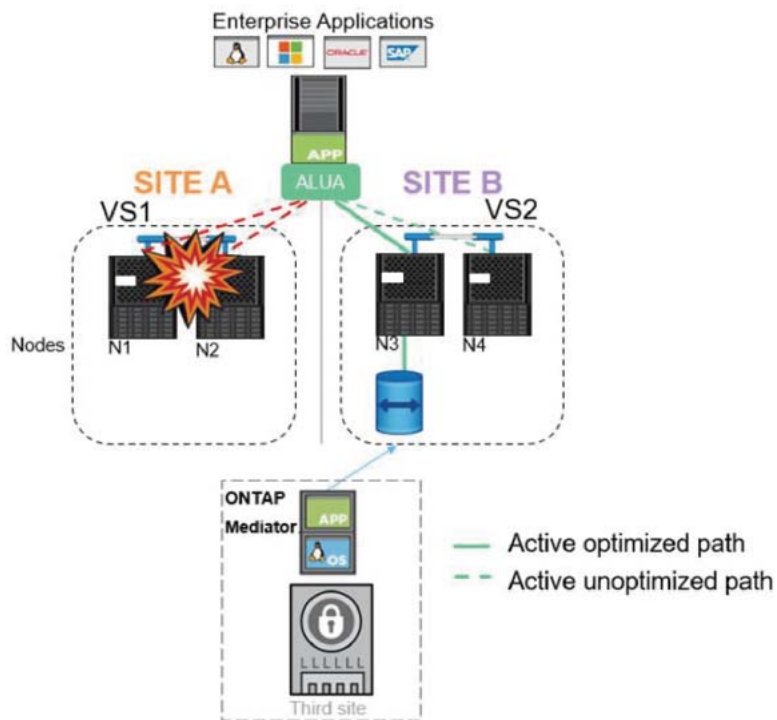 Enterprise Applications
ORACLE
SAP
APP
ALUA
SITE A
SITE B
VS1
VS2
Nodes
N1
N2
N3
N4
ONTAP
Mediator
APP
OS
LLLLLL
Third site
Active optimized path
Active unoptimized path